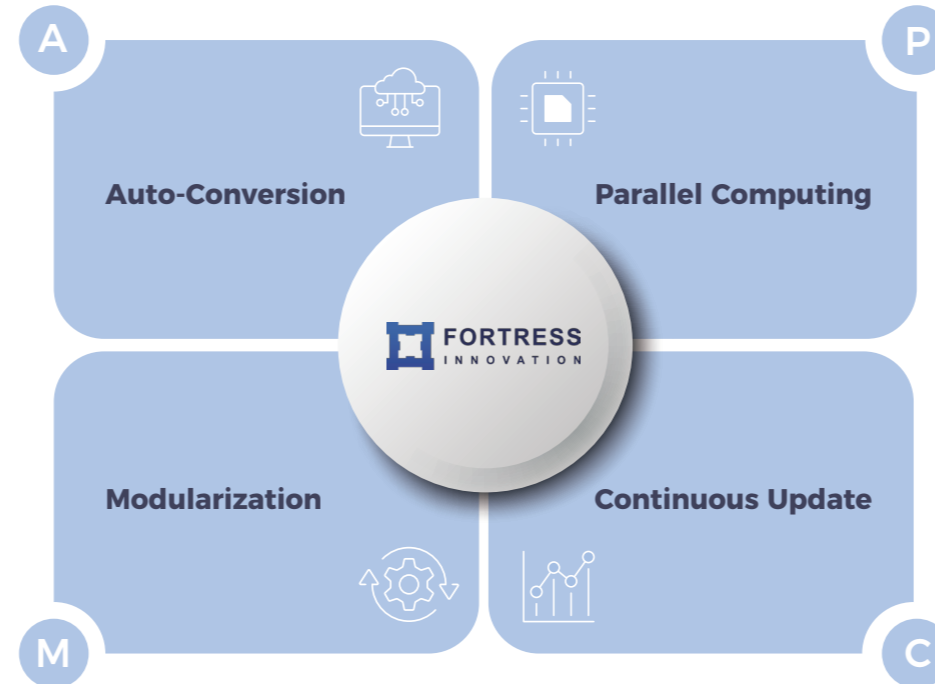 A
P
Auto-Conversion
Parallel Computing
FORTRESS
INNOVATION
Modularization
Continuous Update
M
C